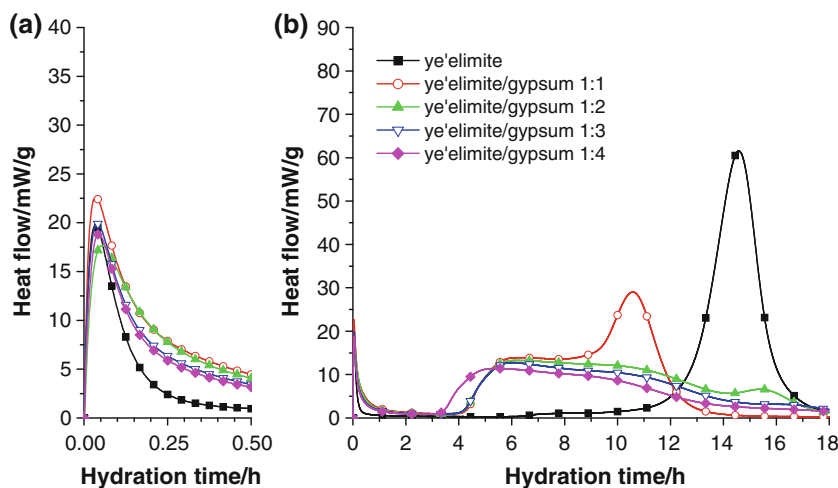 (a)
40
35
30
25
20
15
10
5
0
Heat flow/mW/g
0.00 0.25 0.50
Hydration time/h
(b)
90
80
70
60
50
40
30
20
10
0
Heat flow/mW/g
ye'elimite
ye'elimite/gypsum 1:1
ye'elimite/gypsum 1:2
ye'elimite/gypsum 1:3
ye'elimite/gypsum 1:4
0 2 4 6 8 10 12 14 16 18
Hydration time/h